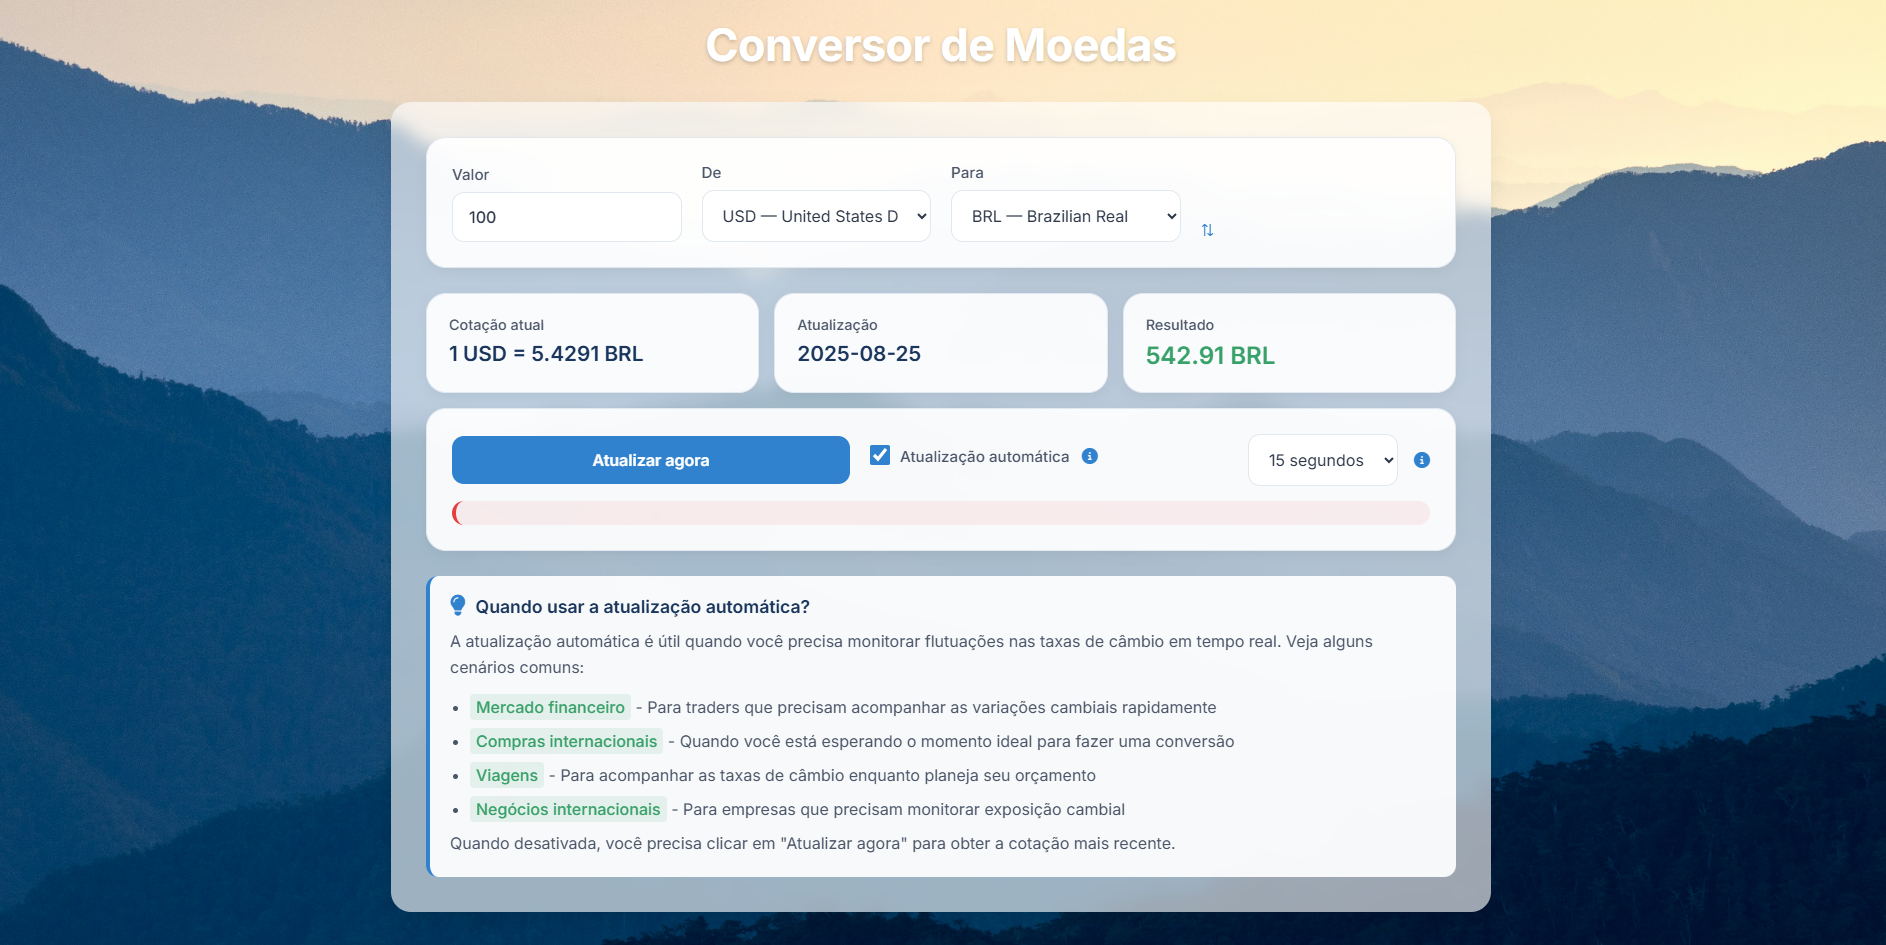 Conversor de Moedas
Valor
De
Para
100
USD — United States D
BRL — Brazilian Real
Cotação atual
1 USD = 5.4291 BRL
Atualização
2025-08-25
Resultado
542.91 BRL
Atualizar agora
Atualização automática
15 segundos
Quando usar a atualização automática?
A atualização automática é útil quando você precisa monitorar flutuações nas taxas de câmbio em tempo real. Veja alguns
cenários comuns:
• Mercado financeiro - Para traders que precisam acompanhar as variações cambiais rapidamente
• Compras internacionais - Quando você está esperando o momento ideal para fazer uma conversão
• Viagens - Para acompanhar as taxas de câmbio enquanto planeja seu orçamento
• Negócios internacionais - Para empresas que precisam monitorar exposição cambial
Quando desativada, você precisa clicar em "Atualizar agora" para obter a cotação mais recente.